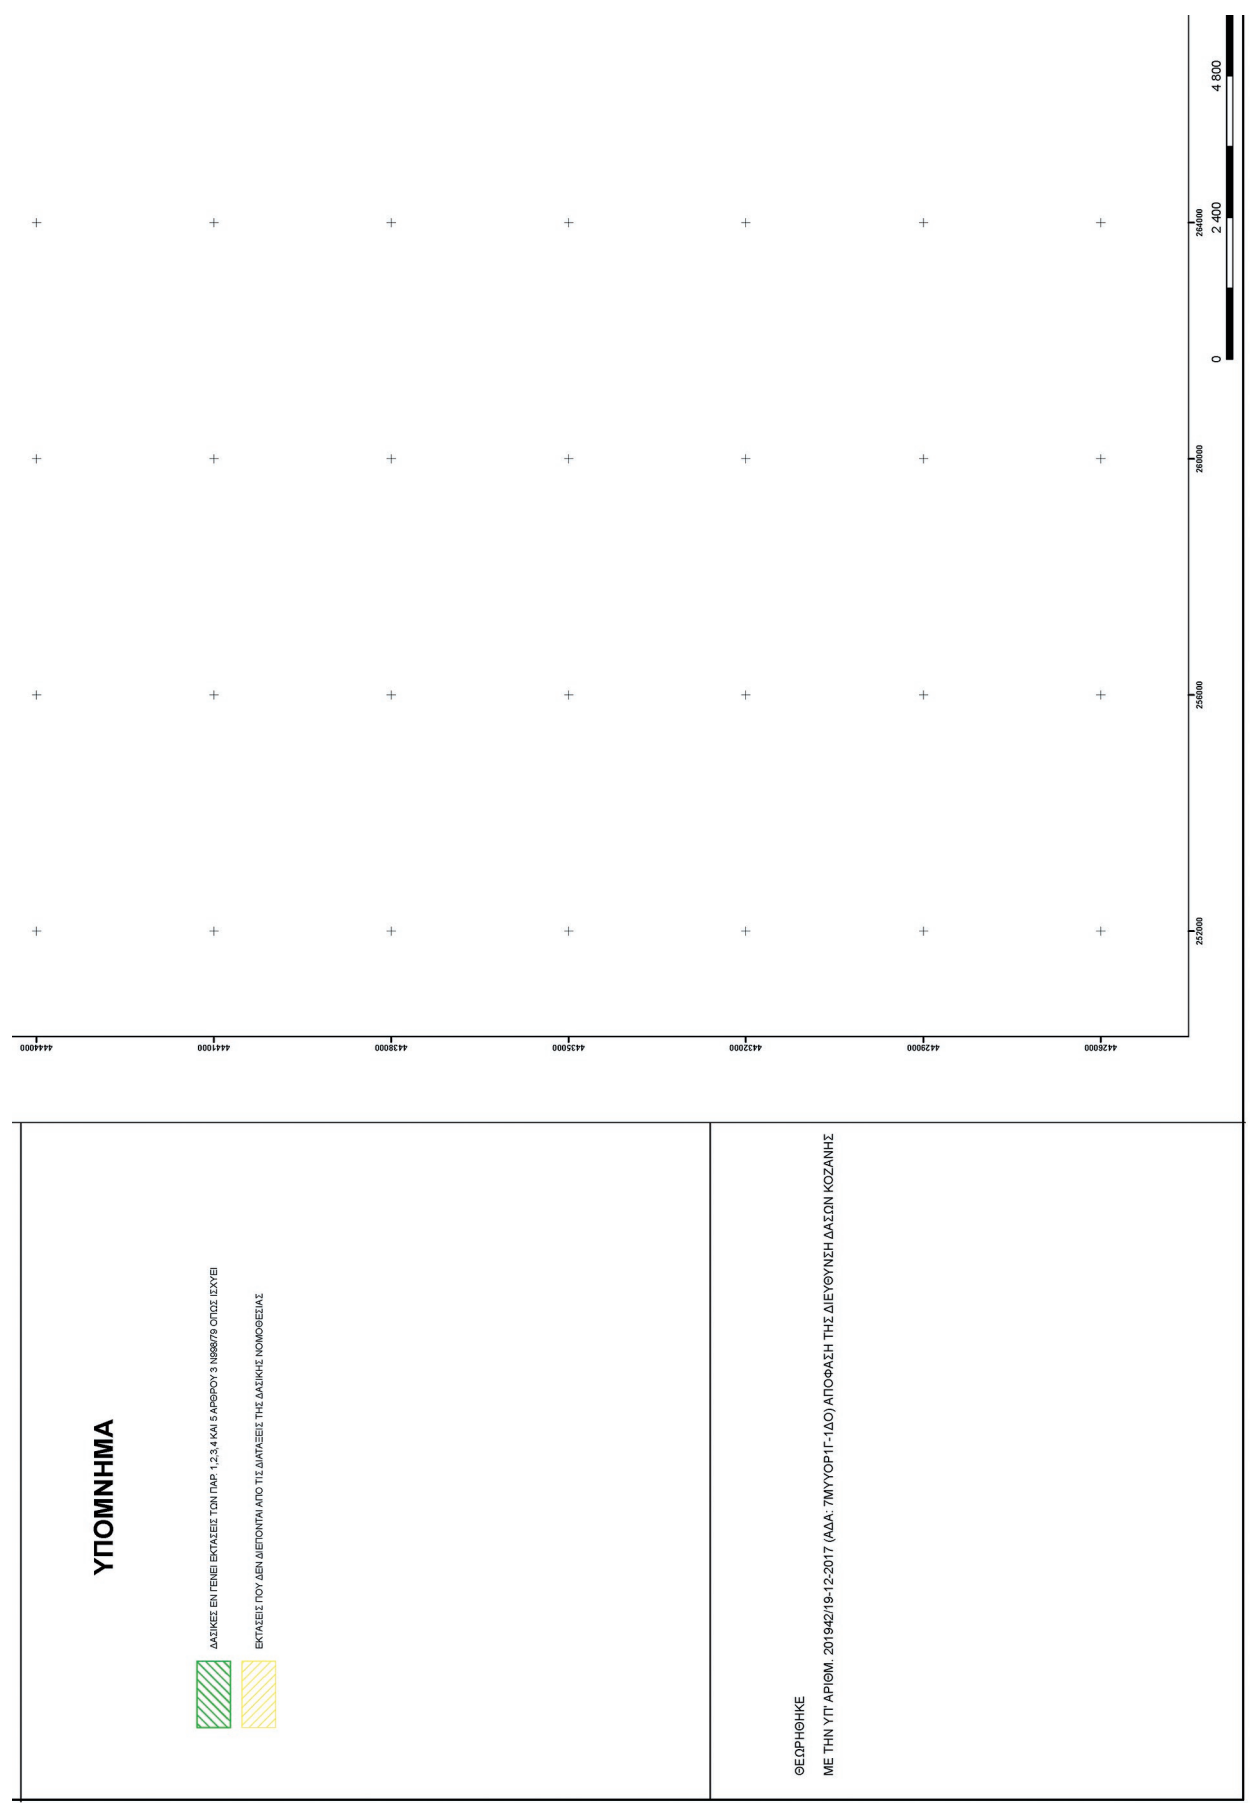 4444000
4441000
4438000
4435000
4432000
4429000
4426000
252000
256000
260000
264000
0
2 400
4 800
ΥΠΟΜΝΗΜΑ
ΔΑΣΙΚΕΣ ΕΝ ΓΕΝΕΙ ΕΚΤΑΣΕΙΣ ΤΩΝ ΠΑΡ. 1,2,3,4 ΚΑΙ 5 ΑΡΘΡΟΥ 3 Ν998/79 ΟΠΩΣ ΙΣΧΥΕΙ
ΕΚΤΑΣΕΙΣ ΠΟΥ ΔΕΝ ΔΙΕΠΟΝΤΑΙ ΑΠΟ ΤΙΣ ΔΙΑΤΑΞΕΙΣ ΤΗΣ ΔΑΣΙΚΗΣ ΝΟΜΟΘΕΣΙΑΣ
ΘΕΩΡΗΘΗΚΕ
ΜΕ ΤΗΝ ΥΠ' ΑΡΙΘΜ. 201942/19-12-2017 (ΑΔΑ: 7ΜΥΥΟΡ1Γ-1ΔΟ) ΑΠΟΦΑΣΗ ΤΗΣ ΔΙΕΥΘΥΝΣΗ ΔΑΣΩΝ ΚΟΖΑΝΗΣ